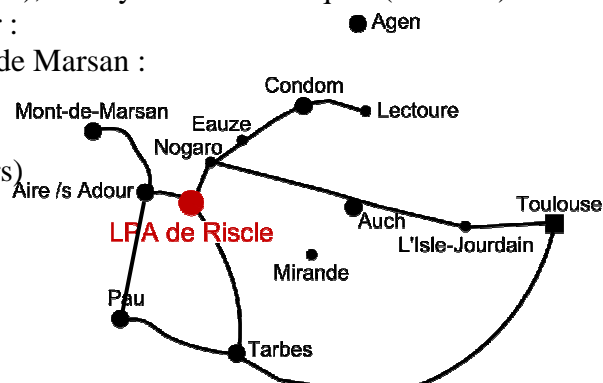 :
Agen
de Marsan :
Condom
Mont-de-Marsan
Lectoure
Eauze
Nogaro
s)
Aire /s Adour
Toulouse
Auch
LPA de Riscle
L'Isle-Jourdain
Mirande
Pau
Tarbes